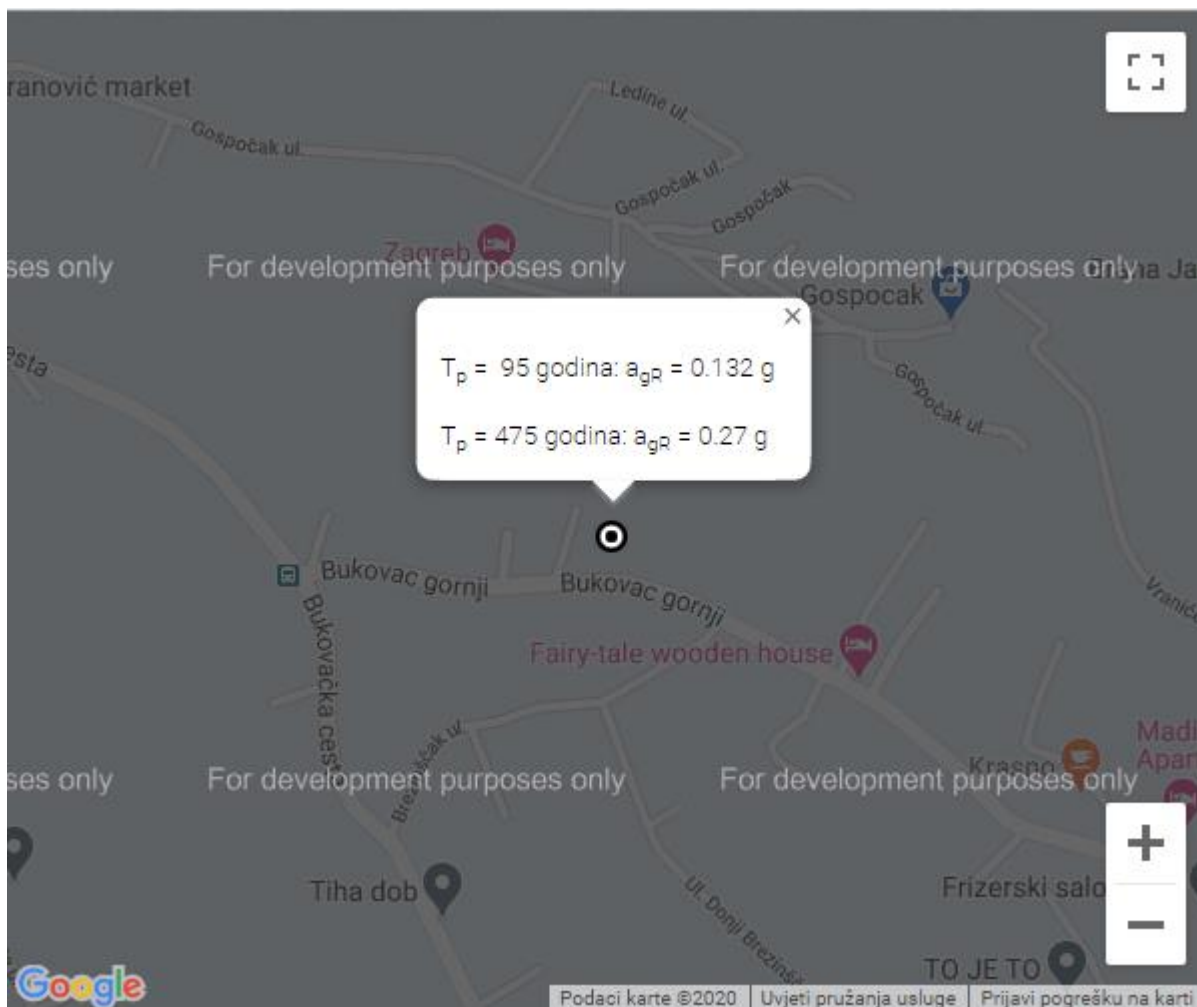 ranović market
Ledine ul.
Gospočak ul.
Gospočak ul.
Gospočak
Zagreb
ses only
For development purposes only
For development purposes only
Gospocak
esta
Tp = 95 godina: agR = 0.132 g
Tp = 475 godina: agR = 0.27 g
Gospočak ul.
Bukovac gornji
Bukovac gornji
Bukovačka cesta
Fairy-tale wooden house
Brezinščak ul.
Krasno
ses only
For development purposes only
For development purposes only
Tiha dob
Ul. Donji Brezinšč
Frizerski salo
TO JE TO
Google
Podaci karte ©2020
Uvjeti pružanja usluge
Prijavi pogrešku na kart